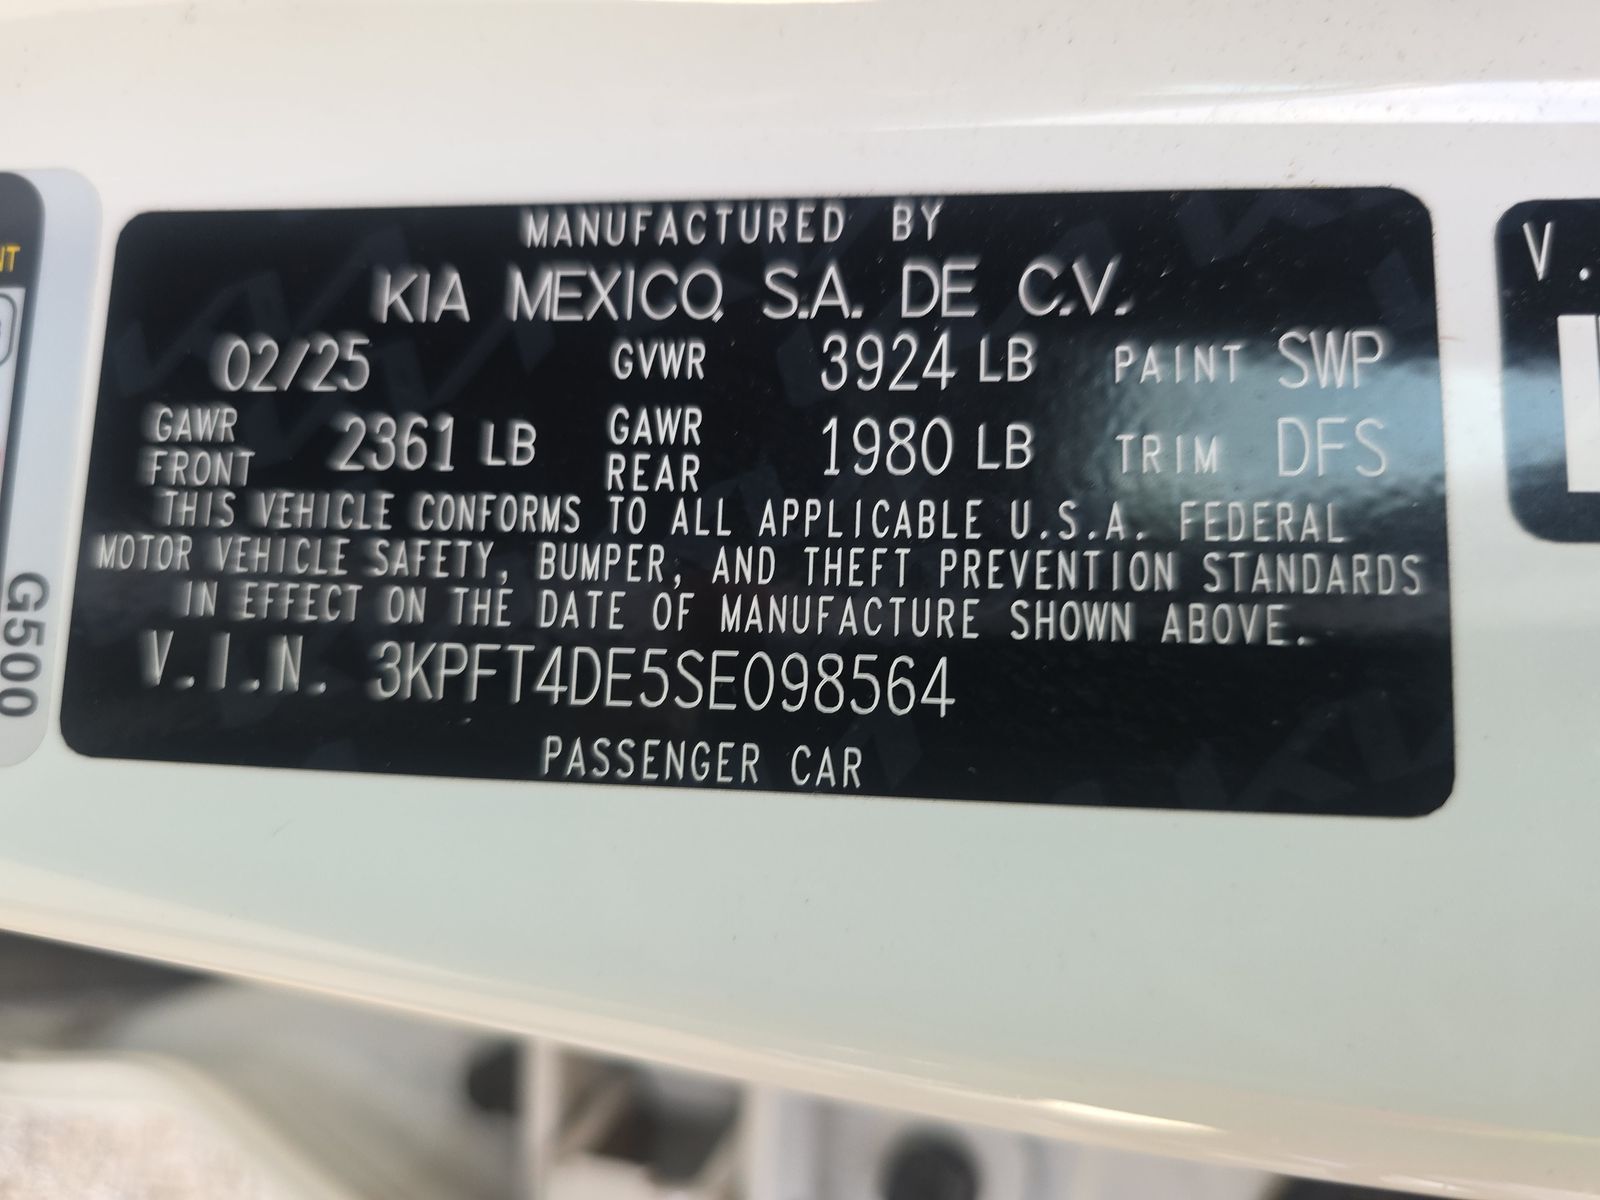 MANUFACTURED BY
KIA MEXICO, S.A. DE C.V.
02/25 GVWR 3924 LB PAINT SWP
GAWR FRONT 2361 LB GAWR REAR 1980 LB TRIM DFS
THIS VEHICLE CONFORMS TO ALL APPLICABLE U.S.A. FEDERAL
MOTOR VEHICLE SAFETY, BUMPER, AND THEFT PREVENTION STANDARDS
IN EFFECT ON THE DATE OF MANUFACTURE SHOWN ABOVE.
V.I.N. 3KPFT4DE5SE098564
PASSENGER CAR
G500
V.